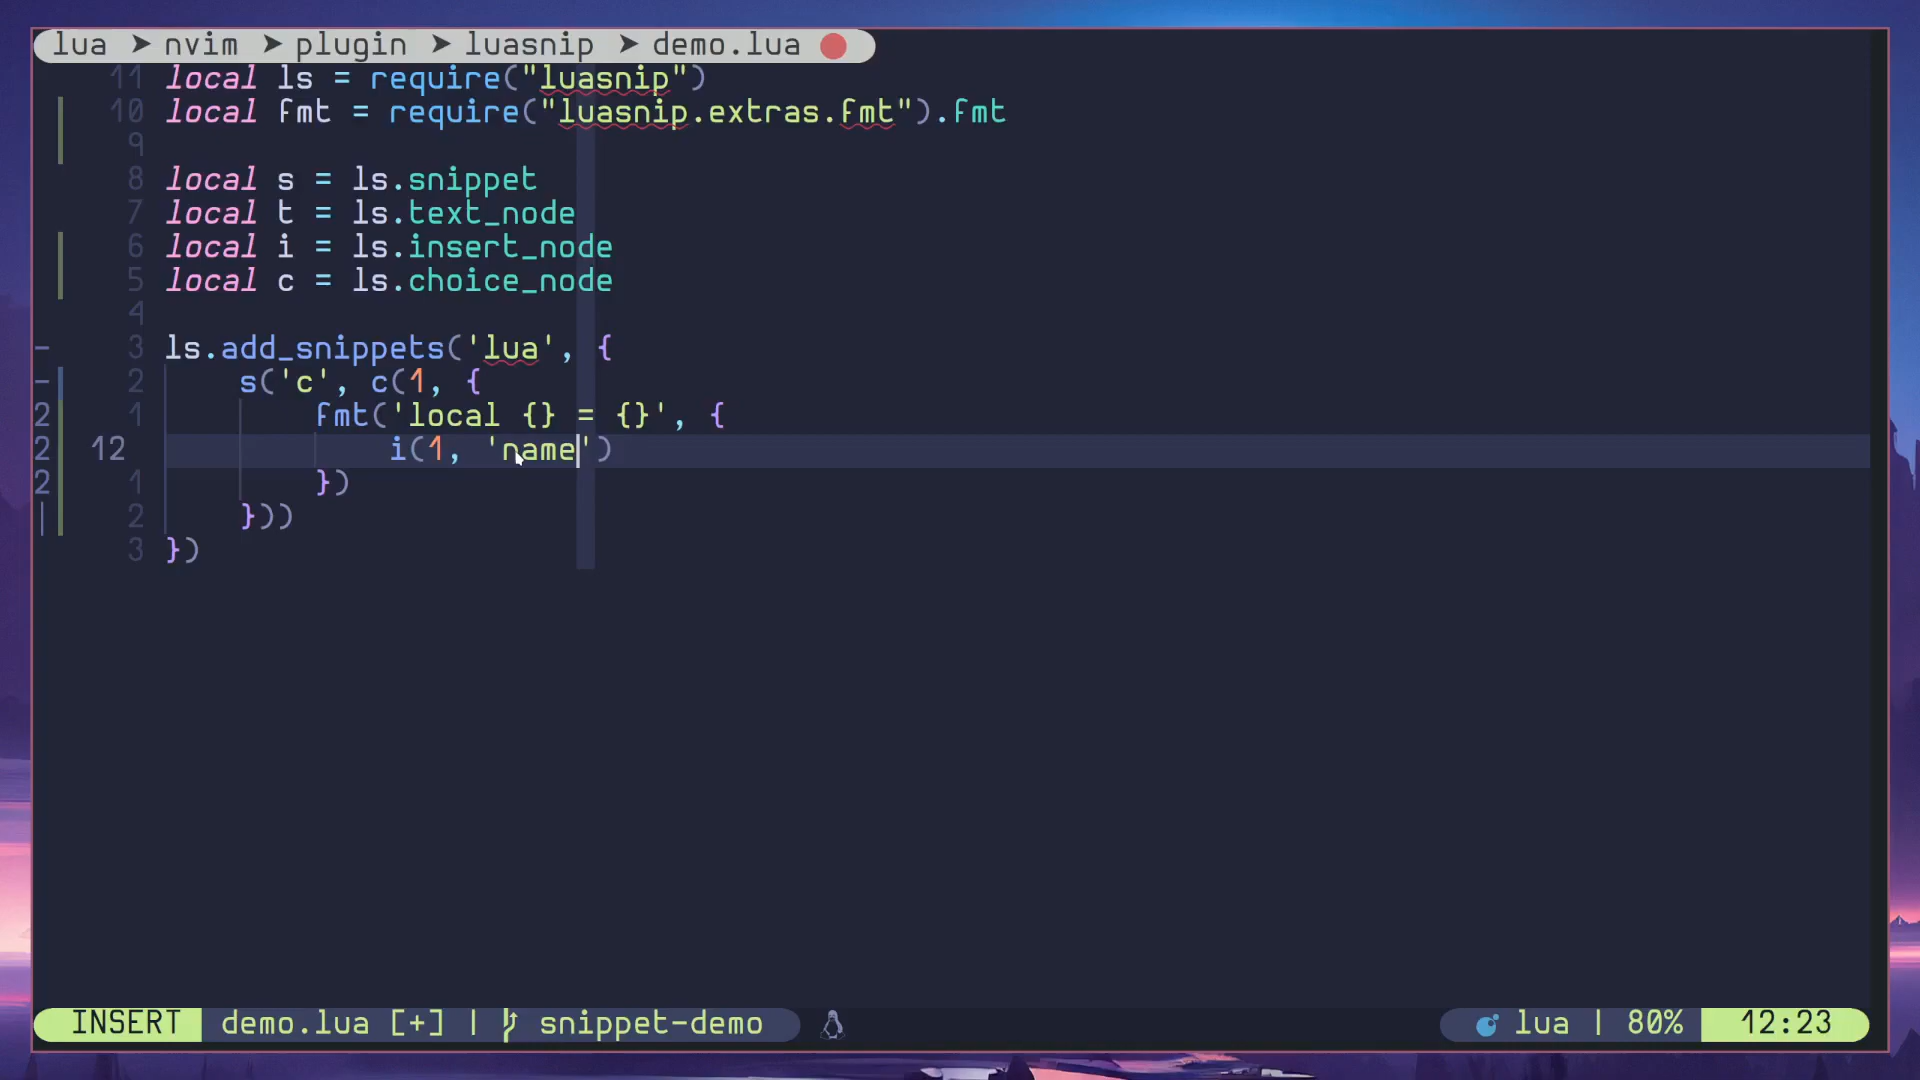 lua ➤ nvim ➤ plugin ➤ luasnip ➤ demo.lua
11 local ls = require("luasnip")
10 local fmt = require("luasnip.extras.fmt").fmt
9
8 local s = ls.snippet
7 local t = ls.text_node
6 local i = ls.insert_node
5 local c = ls.choice_node
4
- 3 ls.add_snippets('lua', {
- 2     s('c', c(1, {
2 1         fmt('local {} = {}', {
2 12             i(1, 'name')
2 1         })
2     }))
3 })
INSERT demo.lua [+] | snippet-demo lua | 80% 12:23